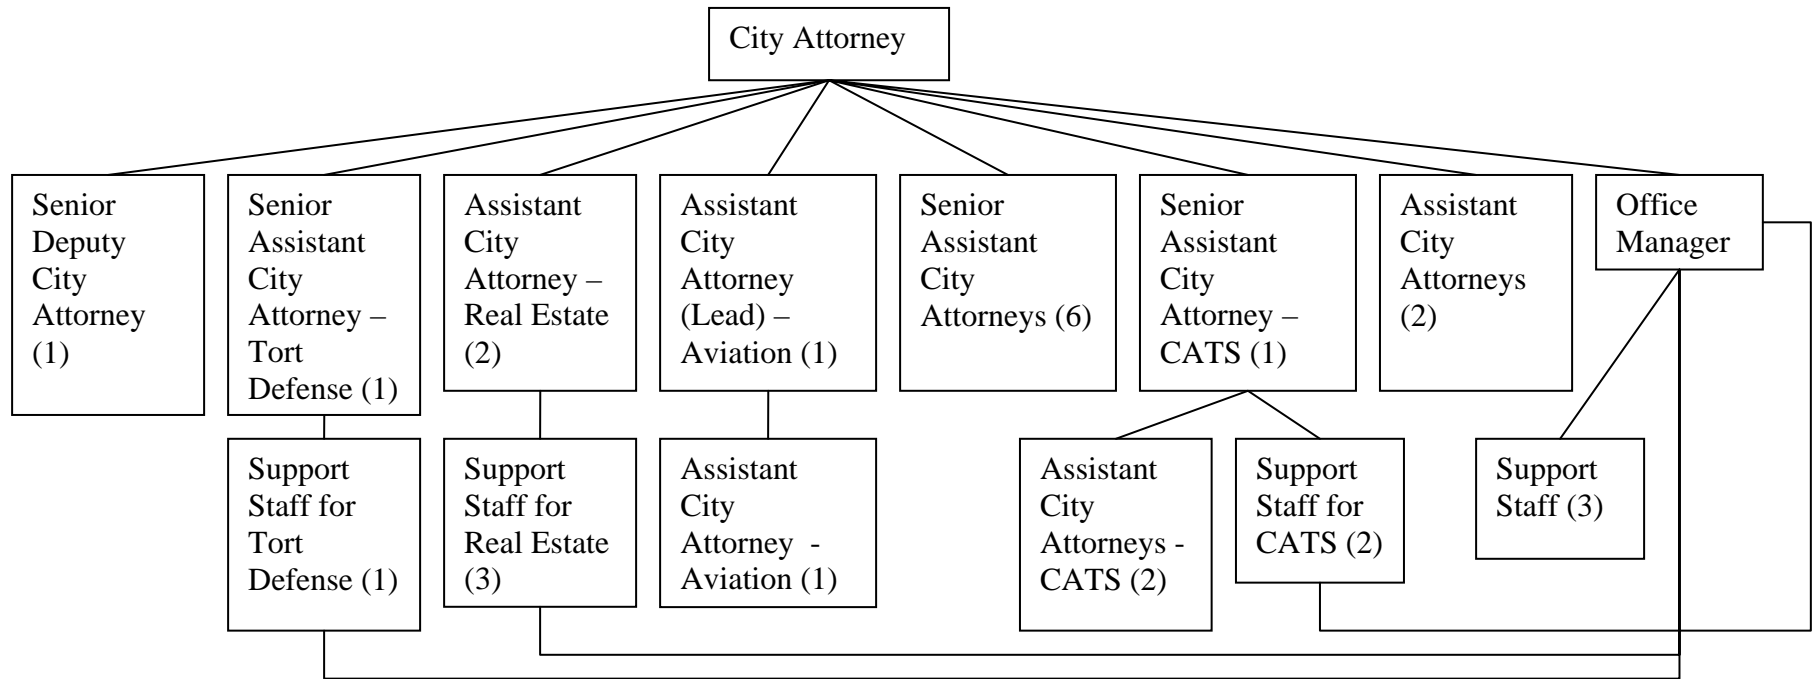 City Attorney
Senior
Deputy
City
Attorney
(1)
Senior
Assistant
City
Attorney –
Tort
Defense (1)
Assistant
City
Attorney –
Real Estate
(2)
Assistant
City
Attorney
(Lead) –
Aviation (1)
Senior
Assistant
City
Attorneys (6)
Senior
Assistant
City
Attorney –
CATS (1)
Assistant
City
Attorneys
(2)
Office
Manager
Support
Staff for
Tort
Defense (1)
Support
Staff for
Real Estate
(3)
Assistant
City
Attorney  -
Aviation (1)
Assistant
City
Attorneys -
CATS (2)
Support
Staff for
CATS (2)
Support
Staff (3)